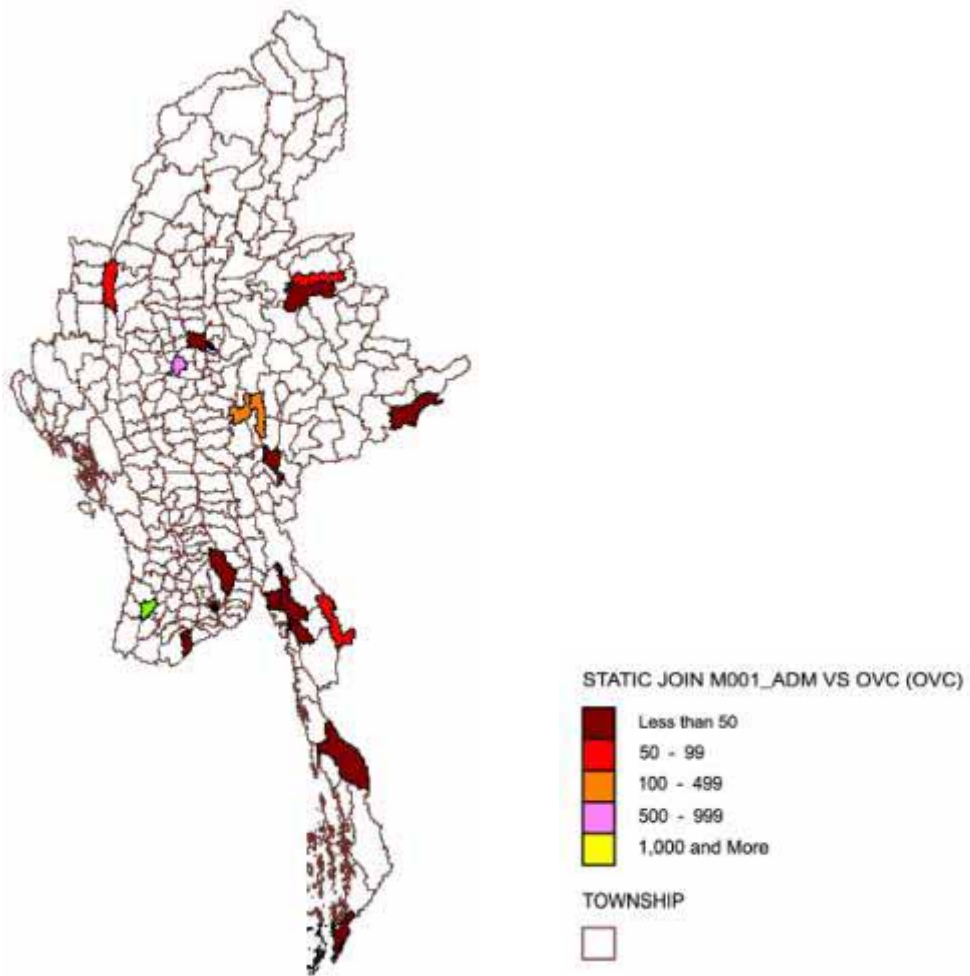 STATIC JOIN M001_ADM VS OVC (OVC)
Less than 50
50 - 99
100 - 499
500 - 999
1,000 and More
TOWNSHIP